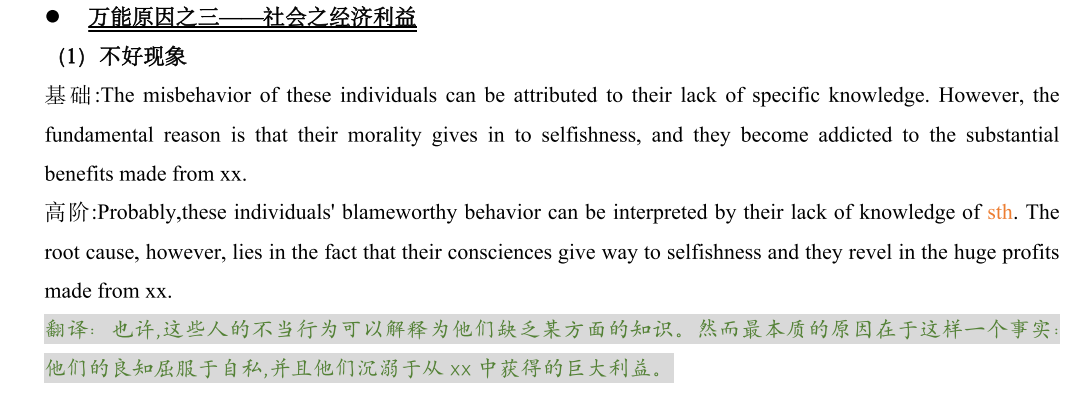 ● 万能原因之三——社会之经济利益
（1）不好现象
基础:The misbehavior of these individuals can be attributed to their lack of specific knowledge. However, the
fundamental reason is that their morality gives in to selfishness, and they become addicted to the substantial
benefits made from xx.
高阶:Probably,these individuals' blameworthy behavior can be interpreted by their lack of knowledge of sth. The
root cause, however, lies in the fact that their consciences give way to selfishness and they revel in the huge profits
made from xx.
翻译： 也许,这些人的不当行为可以解释为他们缺乏某方面的知识。然而最本质的原因在于这样一个事实:
他们的良知屈服于自私,并且他们沉溺于从 xx 中获得的巨大利益。